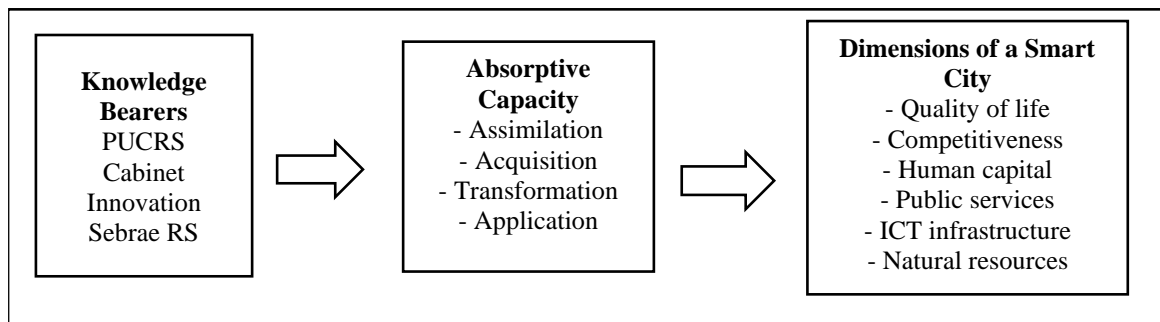 Knowledge
Bearers
PUCRS
Cabinet
Innovation
Sebrae RS
Absorptive
Capacity
- Assimilation
- Acquisition
- Transformation
- Application
Dimensions of a Smart
City
- Quality of life
- Competitiveness
- Human capital
- Public services
- ICT infrastructure
- Natural resources